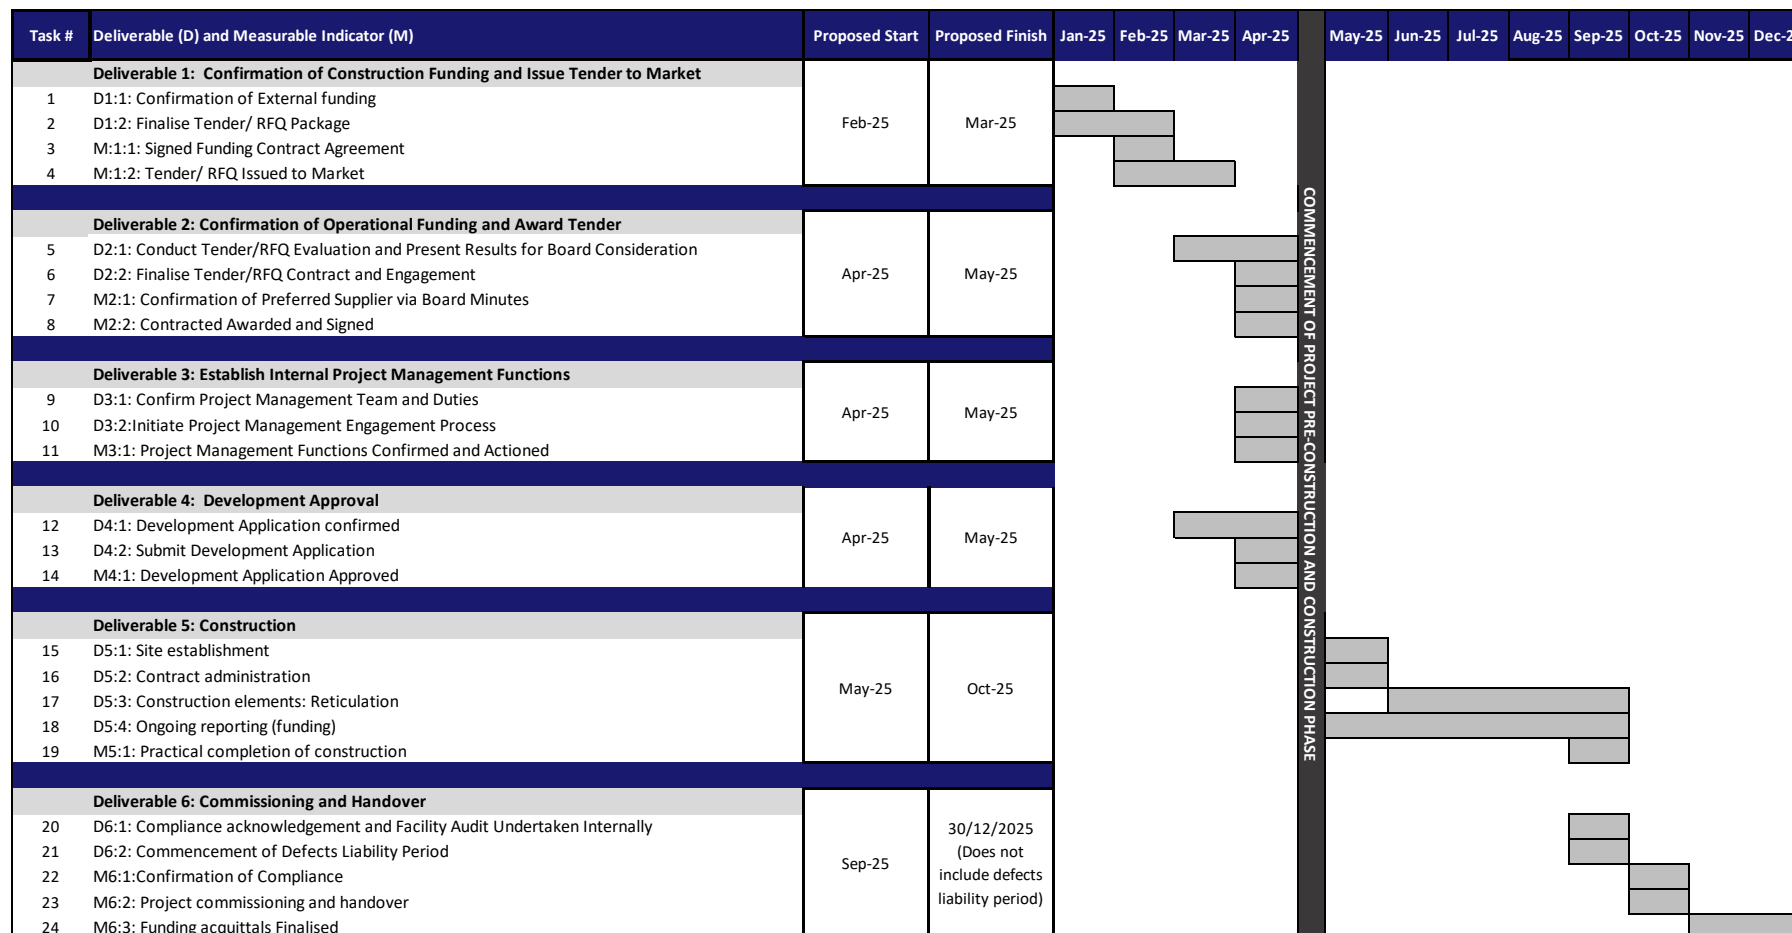 Task # Deliverable (D) and Measurable Indicator (M) Proposed Start Proposed Finish Jan-25 Feb-25 Mar-25 Apr-25 May-25 Jun-25 Jul-25 Aug-25 Sep-25 Oct-25 Nov-25
Deliverable 1: Confirmation of Construction Funding and Issue Tender to Market
1 D1:1: Confirmation of External funding
2 D1:2: Finalise Tender/ RFQ Package Feb-25 Mar-25
3 M:1:1: Signed Funding Contract Agreement
4 M:1:2: Tender/ RFQ Issued to Market
Deliverable 2: Confirmation of Operational Funding and Award Tender
5 D2:1: Conduct Tender/RFQ Evaluation and Present Results for Board Consideration
6 D2:2: Finalise Tender/RFQ Contract and Engagement Apr-25 May-25
7 M2:1: Confirmation of Preferred Supplier via Board Minutes
8 M2:2: Contracted Awarded and Signed
Deliverable 3: Establish Internal Project Management Functions
9 D3:1: Confirm Project Management Team and Duties
Apr-25 May-25
10 D3:2:Initiate Project Management Engagement Process
11 M3:1: Project Management Functions Confirmed and Actioned
Deliverable 4: Development Approval
12 D4:1: Development Application confirmed
Apr-25 May-25
13 D4:2: Submit Development Application
14 M4:1: Development Application Approved
Deliverable 5: Construction
15 D5:1: Site establishment
16 D5:2: Contract administration
May-25 Oct-25
17 D5:3: Construction elements: Reticulation
18 D5:4: Ongoing reporting (funding)
19 M5:1: Practical completion of construction
Deliverable 6: Commissioning and Handover
20 D6:1: Compliance acknowledgement and Facility Audit Undertaken Internally
21 D6:2: Commencement of Defects Liability Period
22 M6:1:Confirmation of Compliance
23 M6:2: Project commissioning and handover
24 M6:3: Funding acquittals Finalised
Sep-25
30/12/2025
(Does not
include defects
liability period)
COMMENCEMENT OF PROJECT PRE-CONSTRUCTION AND CONSTRUCTION PHASE